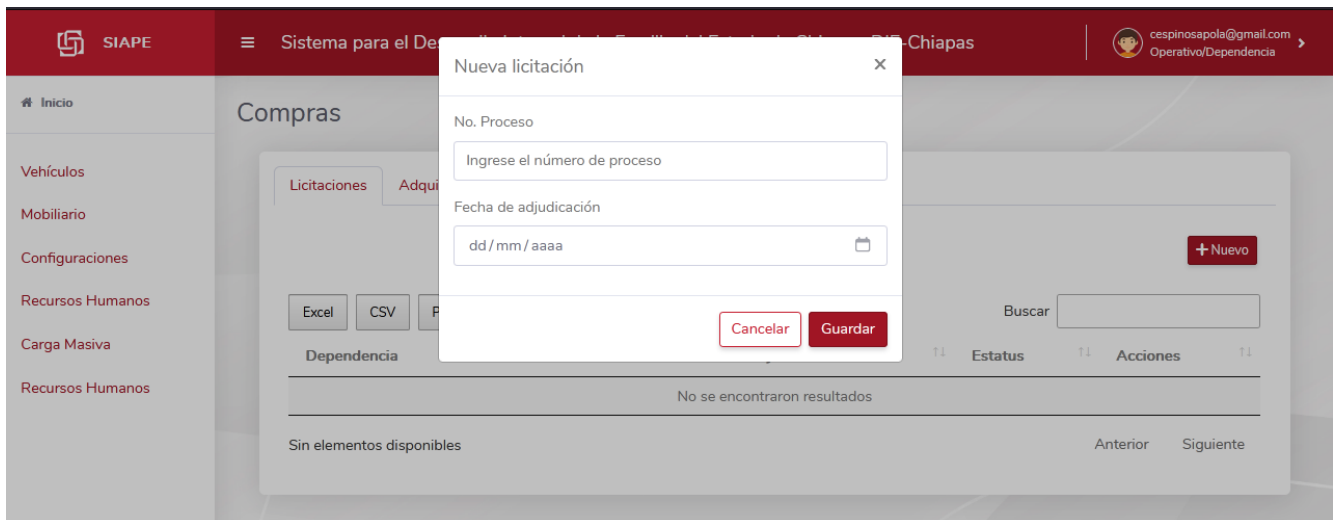 SIAPE
Sistema para el De
-Chiapas
cespinosapola@gmail.com
Operativo/Dependencia
Inicio
Compras
Vehículos
Mobiliario
Configuraciones
Recursos Humanos
Carga Masiva
Recursos Humanos
Licitaciones Adqui
Nueva licitación ×
No. Proceso
Ingrese el número de proceso
Fecha de adjudicación
dd/mm/aaaa
Cancelar Guardar
+ Nuevo
Excel CSV P
Buscar
Dependencia Estatus Acciones
No se encontraron resultados
Sin elementos disponibles
Anterior Siguiente